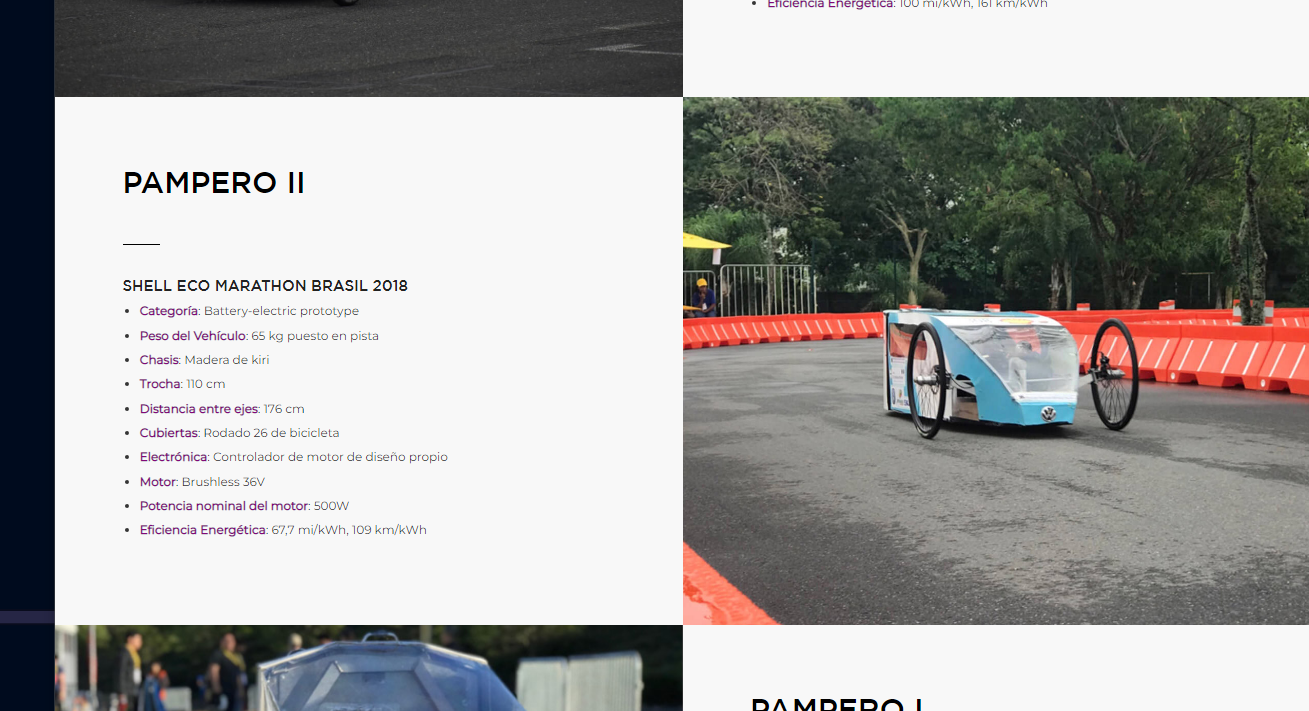 Eficiencia Energética: 100 mi/kWh, 161 km/kWh
PAMPERO II
SHELL ECO MARATHON BRASIL 2018
Categoría: Battery-electric prototype
Peso del Vehículo: 65 kg puesto en pista
Chasis: Madera de kiri
Trocha: 110 cm
Distancia entre ejes: 176 cm
Cubiertas: Rodado 26 de bicicleta
Electrónica: Controlador de motor de diseño propio
Motor: Brushless 36V
Potencia nominal del motor: 500W
Eficiencia Energética: 67,7 mi/kWh, 109 km/kWh
PAMPERO I